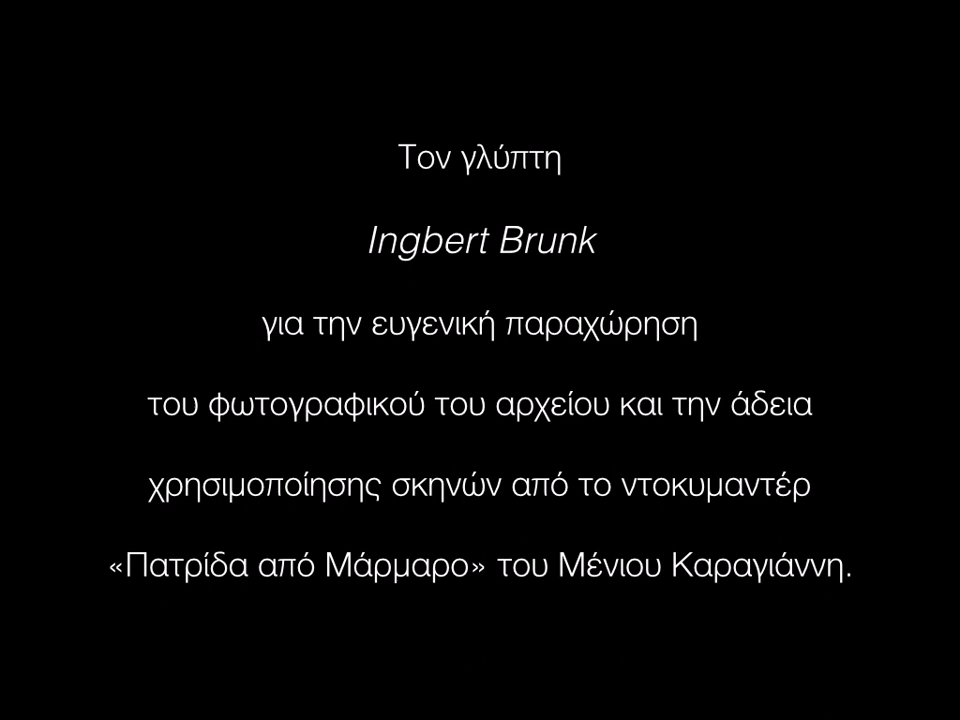 Τον γλύπτη
Ingbert Brunk
για την ευγενική παραχώρηση
του φωτογραφικού του αρχείου και την άδεια
χρησιμοποίησης σκηνών από το ντοκυμαντέρ
«Πατρίδα από Μάρμαρο» του Μένιου Καραγιάννη.